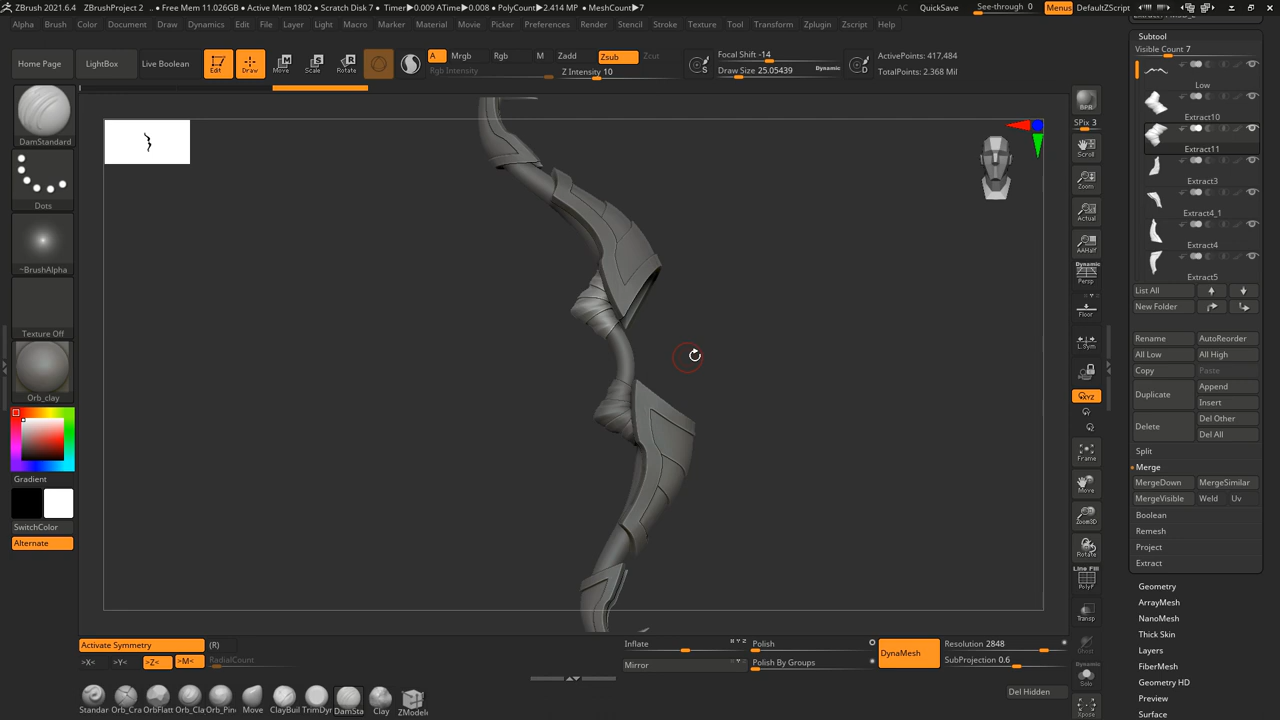 ZBrush 2021.6.4 ZBrushProject 2 .. • Free Mem 11.026GB • Active Mem 1802 • Scratch Disk 7 • Timer▶0.009 ATime▶0.008 • PolyCount▶2.414 MP • MeshCount▶7 AC QuickSave See-through 0 Menus DefaultZScript
Alpha Brush Color Document Draw Dynamics Edit File Layer Light Macro Marker Material Movie Picker Preferences Render Stencil Stroke Texture Tool Transform Zplugin Zscript Help
Home Page LightBox Live Boolean Edit Draw Move Scale Rotate
A Mrgb Rgb M Zadd Zsub Zcut
Rgb Intensity Z Intensity 10
S Focal Shift -14
Draw Size 25.05439 Dynamic
D ActivePoints: 417,484
TotalPoints: 2.368 Mil
DamStandard
Dots
~BrushAlpha
Texture Off
Orb_clay
Gradient
SwitchColor
Alternate
BPR
SPix 3
Scroll
Zoom
Actual
AAHalf
Dynamic
Persp
Floor
L.Sym
XYZ
Frame
Move
Zoom3D
Rotate
Line Fill
PolyF
Transp
Ghost
Dynamic
Solo
Xpose
Subtool
Visible Count 7
Low
Extract10
Extract11
Extract3
Extract4_1
Extract4
Extract5
List All
New Folder
Rename AutoReorder
All Low All High
Copy Paste
Duplicate Append
Insert
Delete Del Other
Del All
Split
Merge
MergeDown MergeSimilar
MergeVisible Weld Uv
Boolean
Remesh
Project
Extract
Geometry
ArrayMesh
NanoMesh
Thick Skin
Layers
FiberMesh
Geometry HD
Preview
Surface
Activate Symmetry (R)
>X< >Y< >Z< >M< RadialCount
Inflate Polish
Mirror Polish By Groups
DynaMesh Resolution 2848
SubProjection 0.6
Del Hidden
Standar Orb_Cra OrbFlatt Orb_Cla Orb_Pin Move ClayBui TrimDyr DamSta Clay ZModele